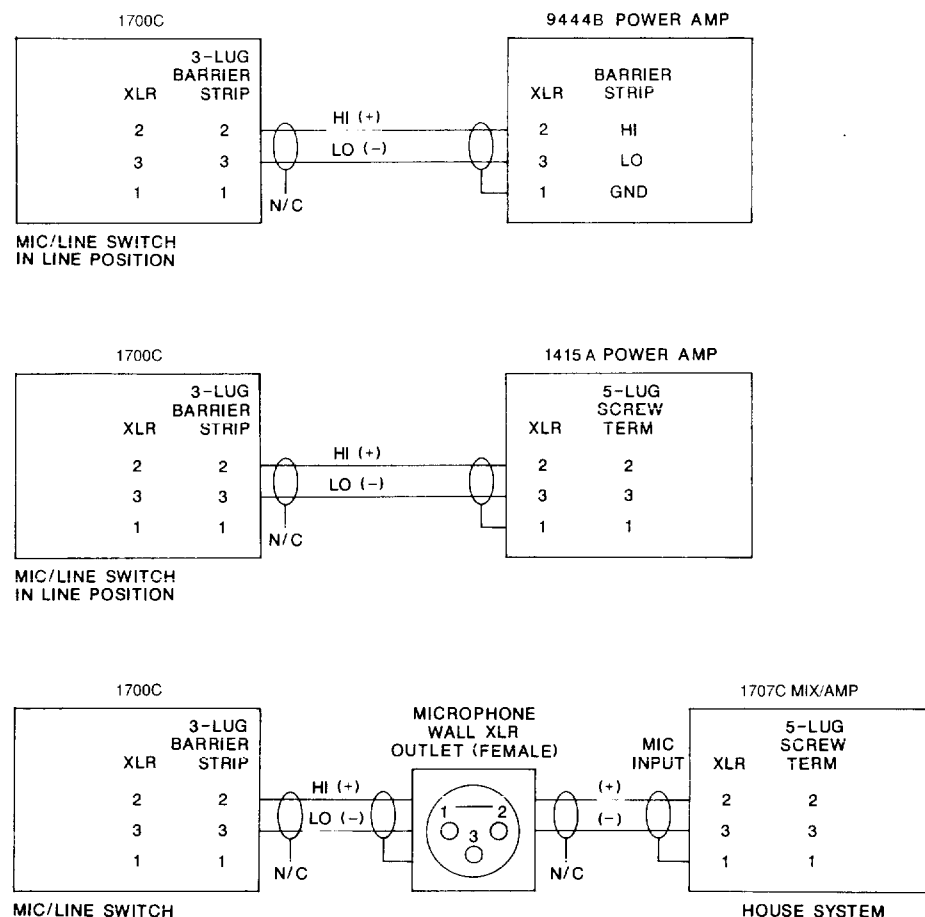 1700C
9444B POWER AMP
3-LUG
BARRIER
XLR STRIP
2 2
3 3
1 1
HI (+)
LO (-)
N/C
BARRIER
XLR STRIP
2 HI
3 LO
1 GND
MIC/LINE SWITCH
IN LINE POSITION
1700C
1415A POWER AMP
3-LUG
BARRIER
XLR STRIP
2 2
3 3
1 1
HI (+)
LO (-)
N/C
5-LUG
SCREW
XLR TERM
2 2
3 3
1 1
MIC/LINE SWITCH
IN LINE POSITION
1700C
1707C MIX/AMP
3-LUG
BARRIER
XLR STRIP
2 2
3 3
1 1
HI (+)
LO (-)
N/C
MICROPHONE
WALL XLR
OUTLET (FEMALE)
1 2
3
(+)
(-)
N/C
MIC
INPUT
5-LUG
SCREW
XLR TERM
2 2
3 3
1 1
MIC/LINE SWITCH
HOUSE SYSTEM